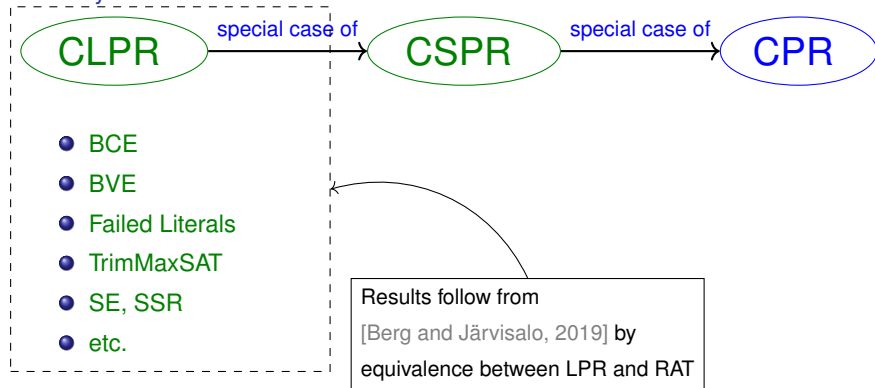 special case of
special case of
CLPR
CSPR
CPR
BCE
BVE
Failed Literals
TrimMaxSAT
SE, SSR
etc.
Results follow from
[Berg and Järvisalo, 2019] by
equivalence between LPR and RAT